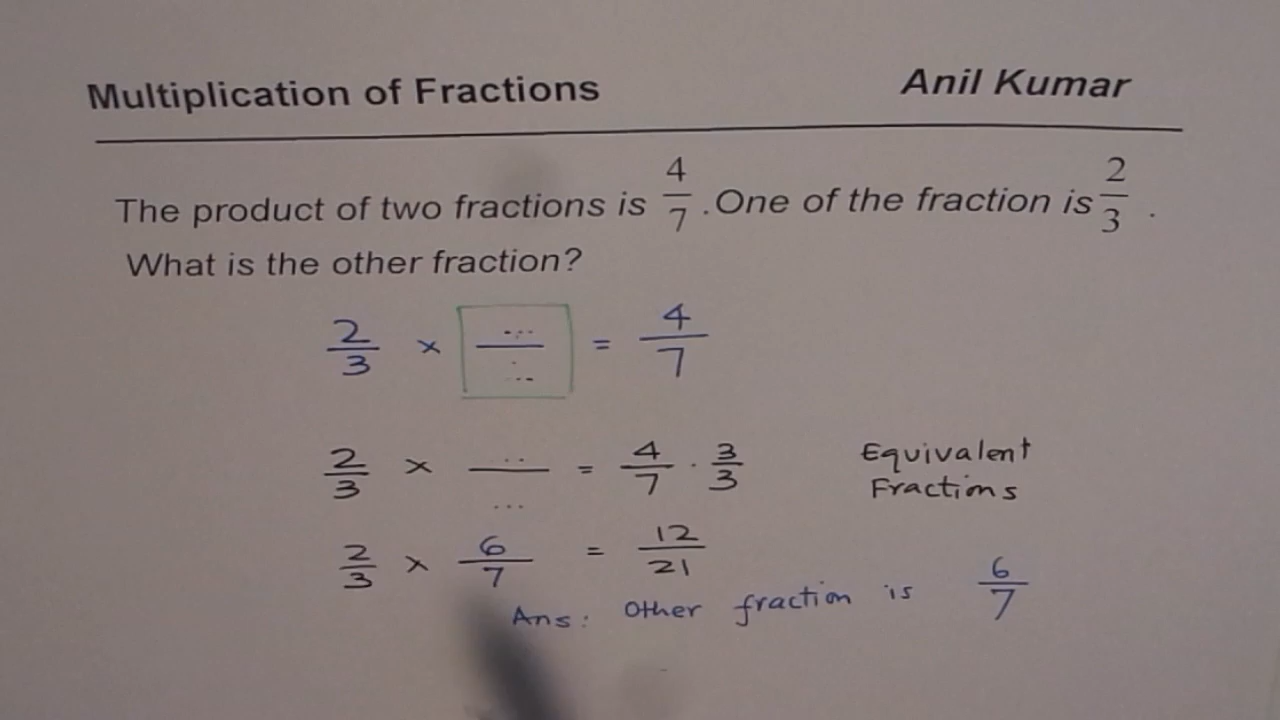 Multiplication of Fractions Anil Kumar
The product of two fractions is 4/7 . One of the fraction is 2/3 .
What is the other fraction?
2/3 × .../... = 4/7
2/3 × .../... = 4/7 · 3/3 Equivalent
Fractions
2/3 × 6/7 = 12/21
Ans: Other fraction is 6/7